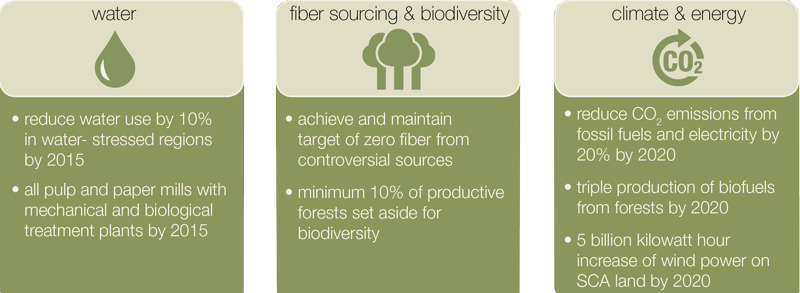 water
• reduce water use by 10%
in water- stressed regions
by 2015
• all pulp and paper mills with
mechanical and biological
treatment plants by 2015
fiber sourcing & biodiversity
• achieve and maintain
target of zero fiber from
controversial sources
• minimum 10% of productive
forests set aside for
biodiversity
climate & energy
CO₂
• reduce CO₂ emissions from
fossil fuels and electricity by
20% by 2020
• triple production of biofuels
from forests by 2020
• 5 billion kilowatt hour
increase of wind power on
SCA land by 2020